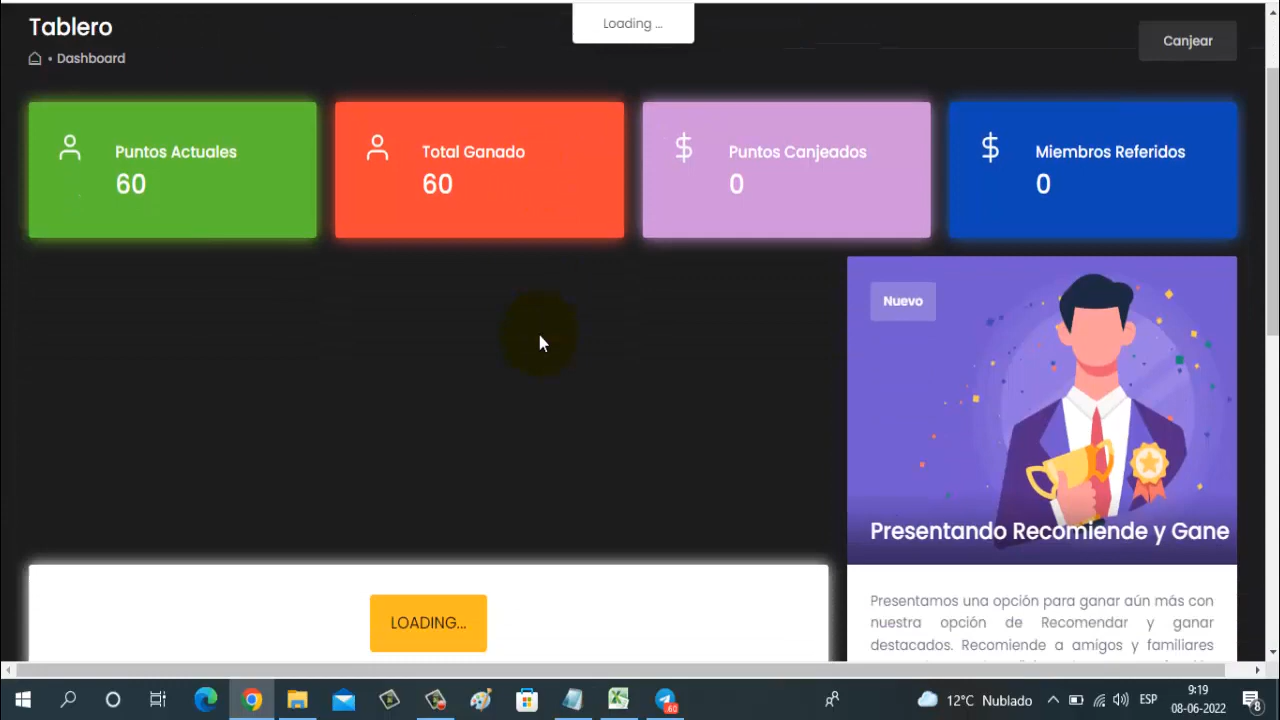 Tablero
Loading ...
Canjear
• Dashboard
Puntos Actuales
60
Total Ganado
60
Puntos Canjeados
0
Miembros Referidos
0
Nuevo
Presentando Recomiende y Gane
Presentamos una opción para ganar aún más con
nuestra opción de Recomendar y ganar
destacados. Recomiende a amigos y familiares
LOADING...
12°C Nublado
ESP
9:19
08-06-2022
8
60